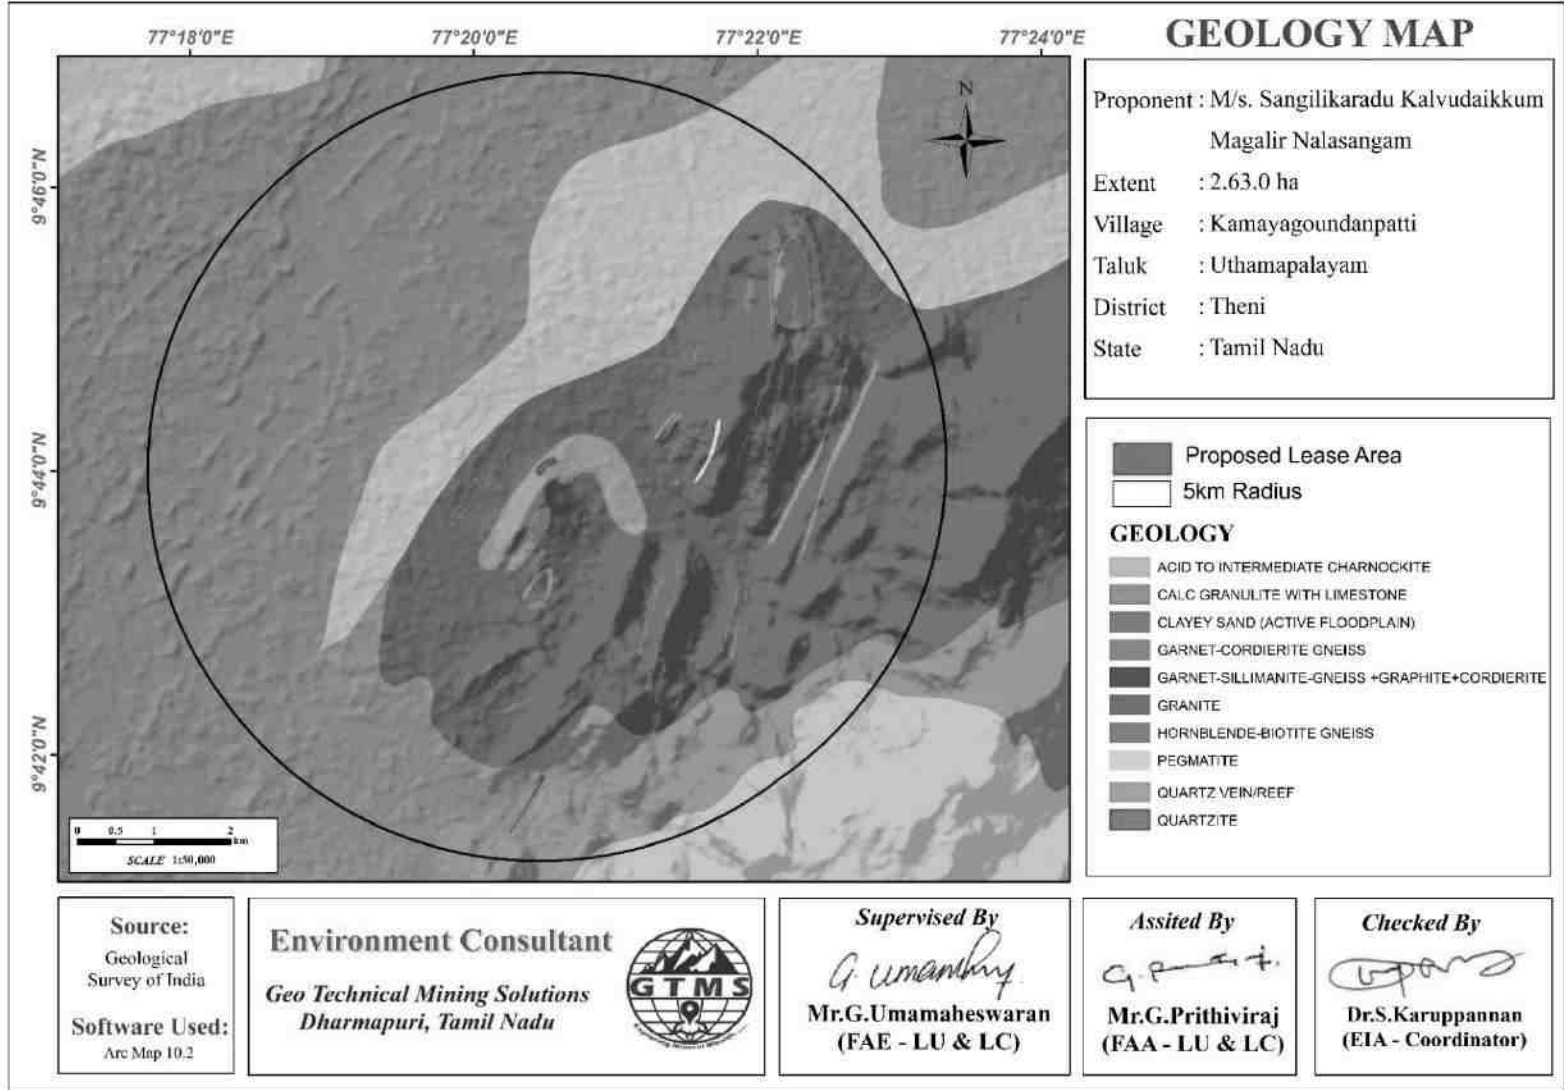 GEOLOGY MAP
77°18'0"E
77°20'0"E
77°22'0"E
77°24'0"E
9°46'0"N
9°44'0"N
9°42'0"N
N
0 0.5 1 2
km
SCALE 1:50,000
Proponent : M/s. Sangilikaradu Kalvudaikkum
Magalir Nalasangam
Extent : 2.63.0 ha
Village : Kamayagoundanpatti
Taluk : Uthamapalayam
District : Theni
State : Tamil Nadu
Proposed Lease Area
5km Radius
GEOLOGY
ACID TO INTERMEDIATE CHARNOCKITE
CALC GRANULITE WITH LIMESTONE
CLAYEY SAND (ACTIVE FLOODPLAIN)
GARNET-CORDIERITE GNEISS
GARNET-SILLIMANITE-GNEISS +GRAPHITE+CORDIERITE
GRANITE
HORNBLENDE-BIOTITE GNEISS
PEGMATITE
QUARTZ VEIN/REEF
QUARTZITE
Source:
Geological
Survey of India
Software Used:
Arc Map 10.2
Environment Consultant
Geo Technical Mining Solutions
Dharmapuri, Tamil Nadu
GTMS
Supervised By
G. Umamhuy
Mr.G.Umamaheswaran
(FAE - LU & LC)
Assited By
Mr.G.Prithiviraj
(FAA - LU & LC)
Checked By
Dr.S.Karuppannan
(EIA - Coordinator)